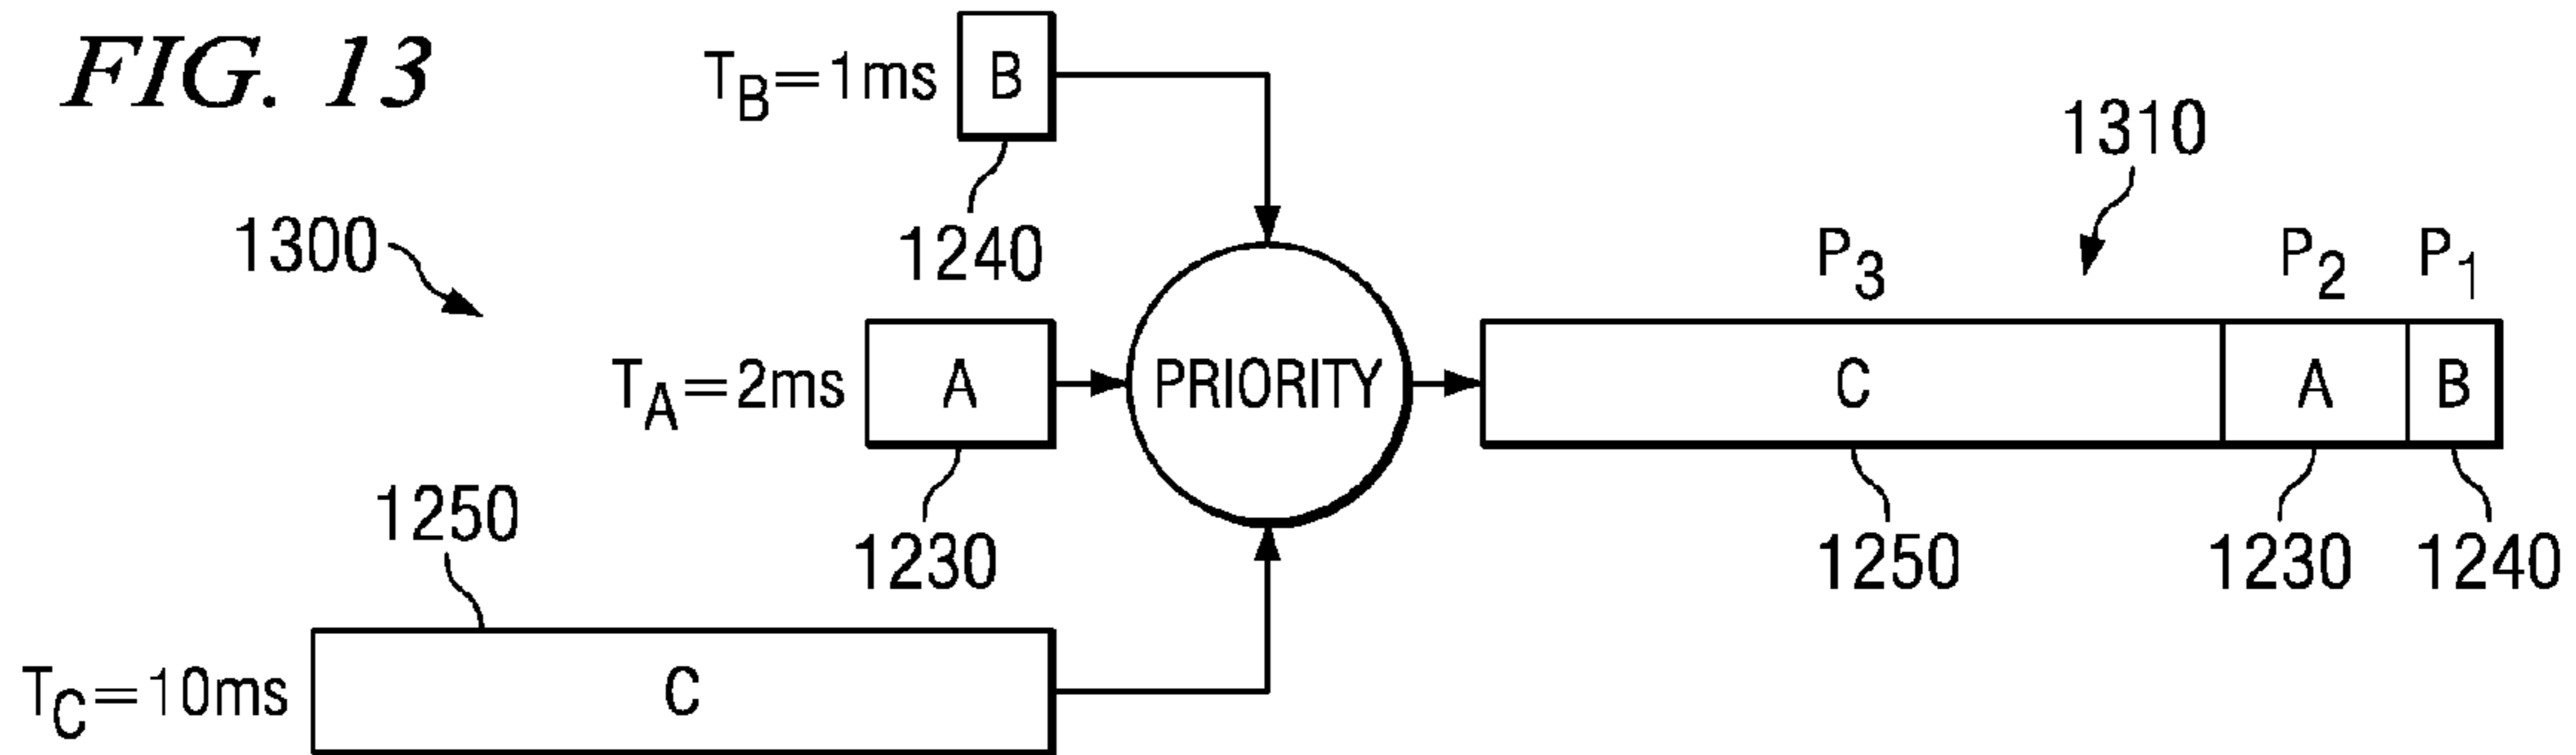 FIG. 13
T_B=1ms
B
1240
1300
1310
P_3
P_2
P_1
T_A=2ms
A
PRIORITY
C
A
B
1230
1250
1230
1240
1250
T_C=10ms
C